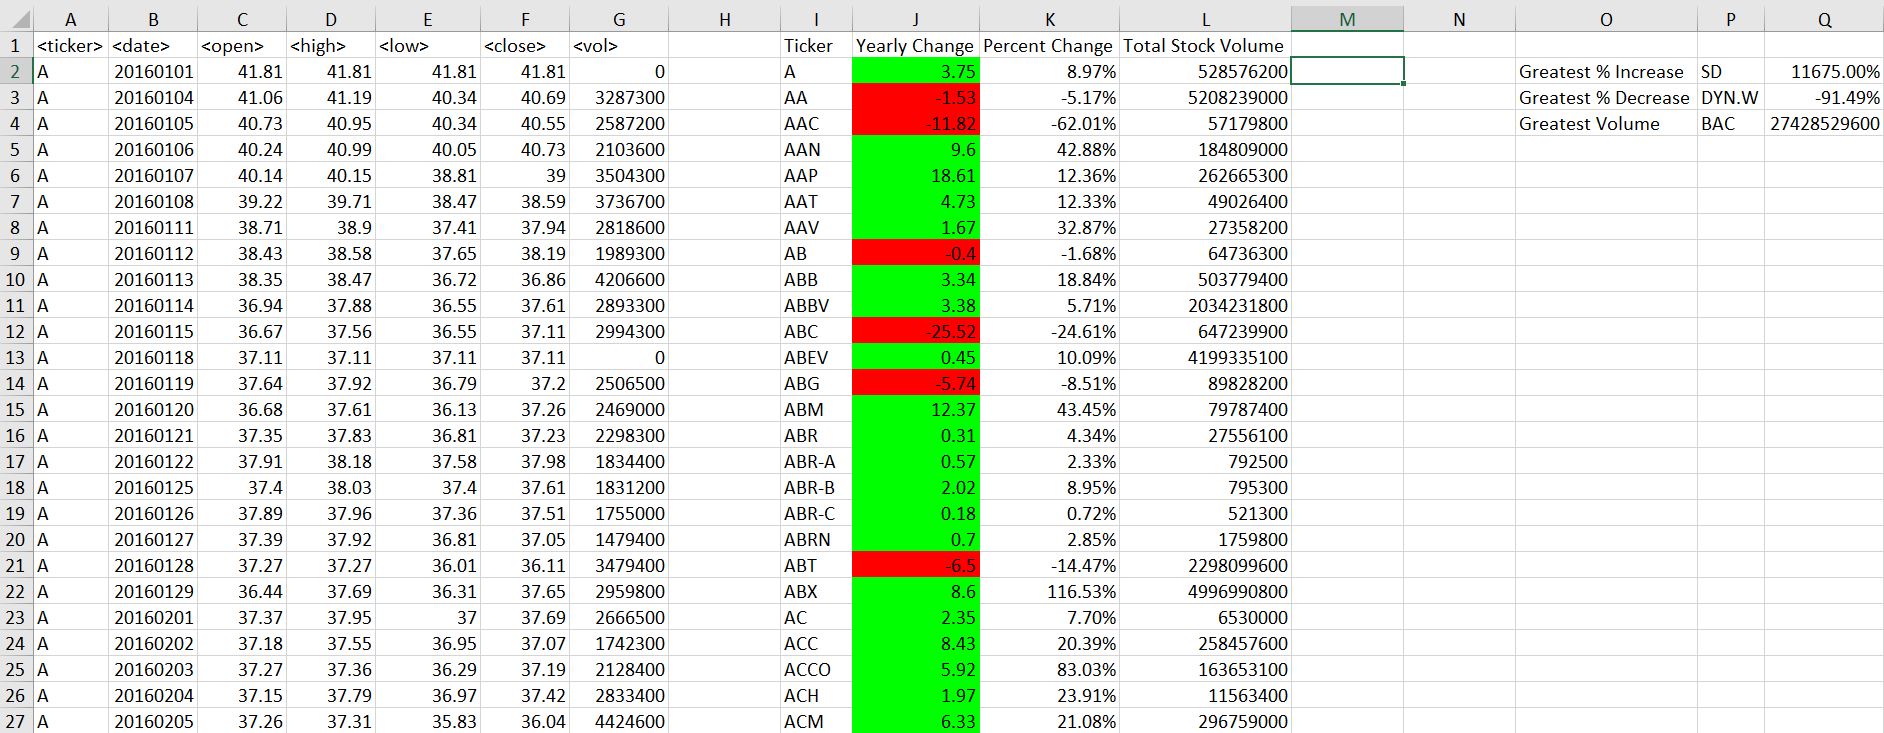 A B C D E F G H I J K L M N O P Q
1 <ticker> <date> <open> <high> <low> <close> <vol> Ticker Yearly Change Percent Change Total Stock Volume
2 A 20160101 41.81 41.81 41.81 41.81 0 A 3.75 8.97% 528576200 Greatest % Increase SD 11675.00%
3 A 20160104 41.06 41.19 40.34 40.69 3287300 AA -1.53 -5.17% 5208239000 Greatest % Decrease DYN.W -91.49%
4 A 20160105 40.73 40.95 40.34 40.55 2587200 AAC -11.82 -62.01% 57179800 Greatest Volume BAC 27428529600
5 A 20160106 40.24 40.99 40.05 40.73 2103600 AAN 9.6 42.88% 184809000
6 A 20160107 40.14 40.15 38.81 39 3504300 AAP 18.61 12.36% 262665300
7 A 20160108 39.22 39.71 38.47 38.59 3736700 AAT 4.73 12.33% 49026400
8 A 20160111 38.71 38.9 37.41 37.94 2818600 AAV 1.67 32.87% 27358200
9 A 20160112 38.43 38.58 37.65 38.19 1989300 AB -0.4 -1.68% 64736300
10 A 20160113 38.35 38.47 36.72 36.86 4206600 ABB 3.34 18.84% 503779400
11 A 20160114 36.94 37.88 36.55 37.61 2893300 ABBV 3.38 5.71% 2034231800
12 A 20160115 36.67 37.56 36.55 37.11 2994300 ABC -25.52 -24.61% 647239900
13 A 20160118 37.11 37.11 37.11 37.11 0 ABEV 0.45 10.09% 4199335100
14 A 20160119 37.64 37.92 36.79 37.2 2506500 ABG -5.74 -8.51% 89828200
15 A 20160120 36.68 37.61 36.13 37.26 2469000 ABM 12.37 43.45% 79787400
16 A 20160121 37.35 37.83 36.81 37.23 2298300 ABR 0.31 4.34% 27556100
17 A 20160122 37.91 38.18 37.58 37.98 1834400 ABR-A 0.57 2.33% 792500
18 A 20160125 37.4 38.03 37.4 37.61 1831200 ABR-B 2.02 8.95% 795300
19 A 20160126 37.89 37.96 37.36 37.51 1755000 ABR-C 0.18 0.72% 521300
20 A 20160127 37.39 37.92 36.81 37.05 1479400 ABRN 0.7 2.85% 1759800
21 A 20160128 37.27 37.27 36.01 36.11 3479400 ABT -6.5 -14.47% 2298099600
22 A 20160129 36.44 37.69 36.31 37.65 2959800 ABX 8.6 116.53% 4996990800
23 A 20160201 37.37 37.95 37 37.69 2666500 AC 2.35 7.70% 6530000
24 A 20160202 37.18 37.55 36.95 37.07 1742300 ACC 8.43 20.39% 258457600
25 A 20160203 37.27 37.36 36.29 37.19 2128400 ACCO 5.92 83.03% 163653100
26 A 20160204 37.15 37.79 36.97 37.42 2833400 ACH 1.97 23.91% 11563400
27 A 20160205 37.26 37.31 35.83 36.04 4424600 ACM 6.33 21.08% 296759000